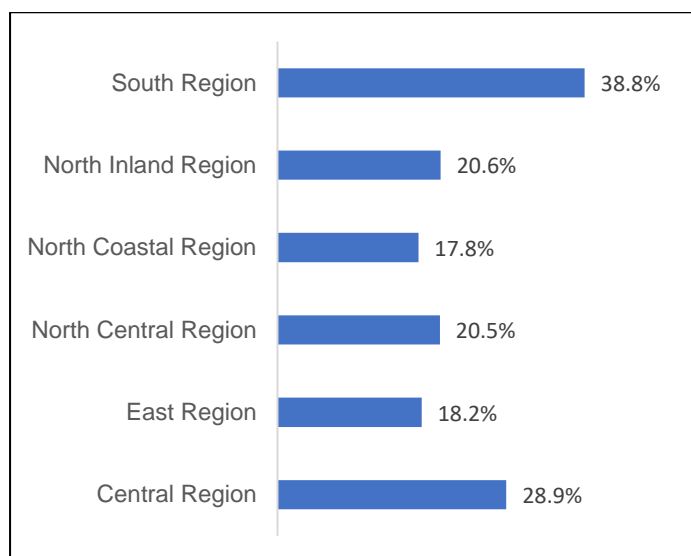 South Region 38.8%
North Inland Region 20.6%
North Coastal Region 17.8%
North Central Region 20.5%
East Region 18.2%
Central Region 28.9%